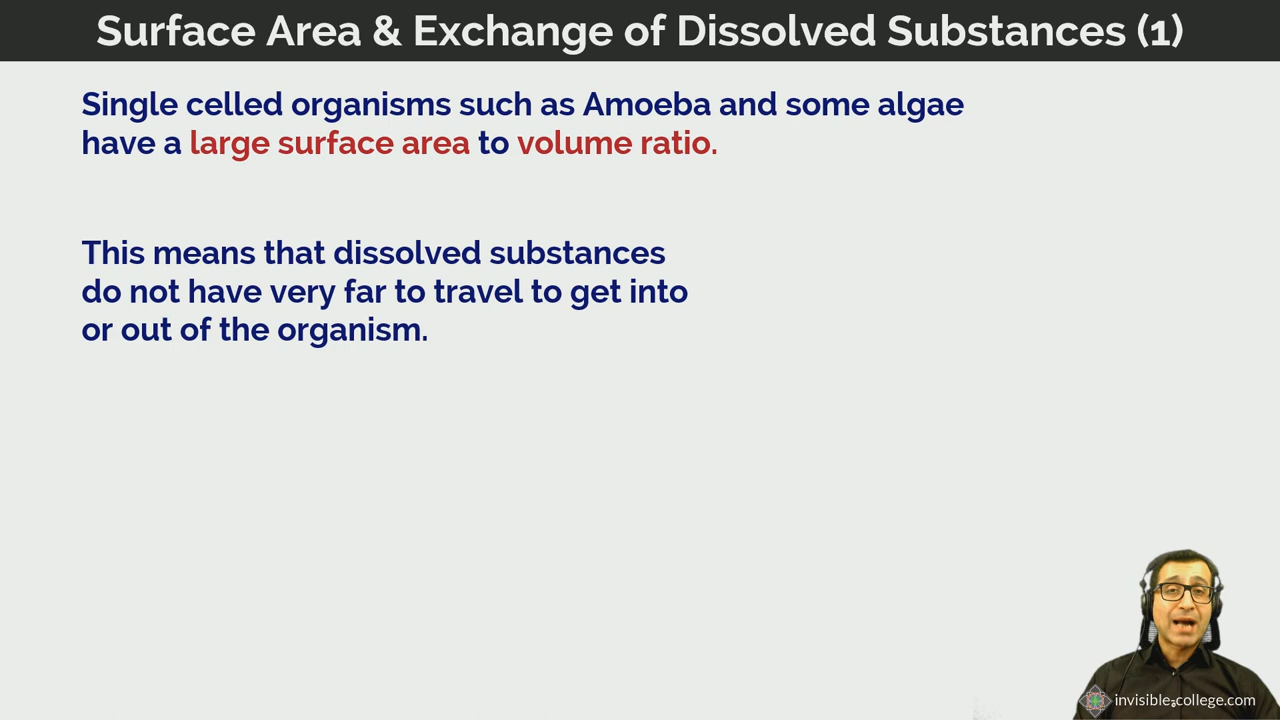 Surface Area & Exchange of Dissolved Substances (1)
Single celled organisms such as Amoeba and some algae
have a large surface area to volume ratio.
This means that dissolved substances
do not have very far to travel to get into
or out of the organism.
invisible-college.com